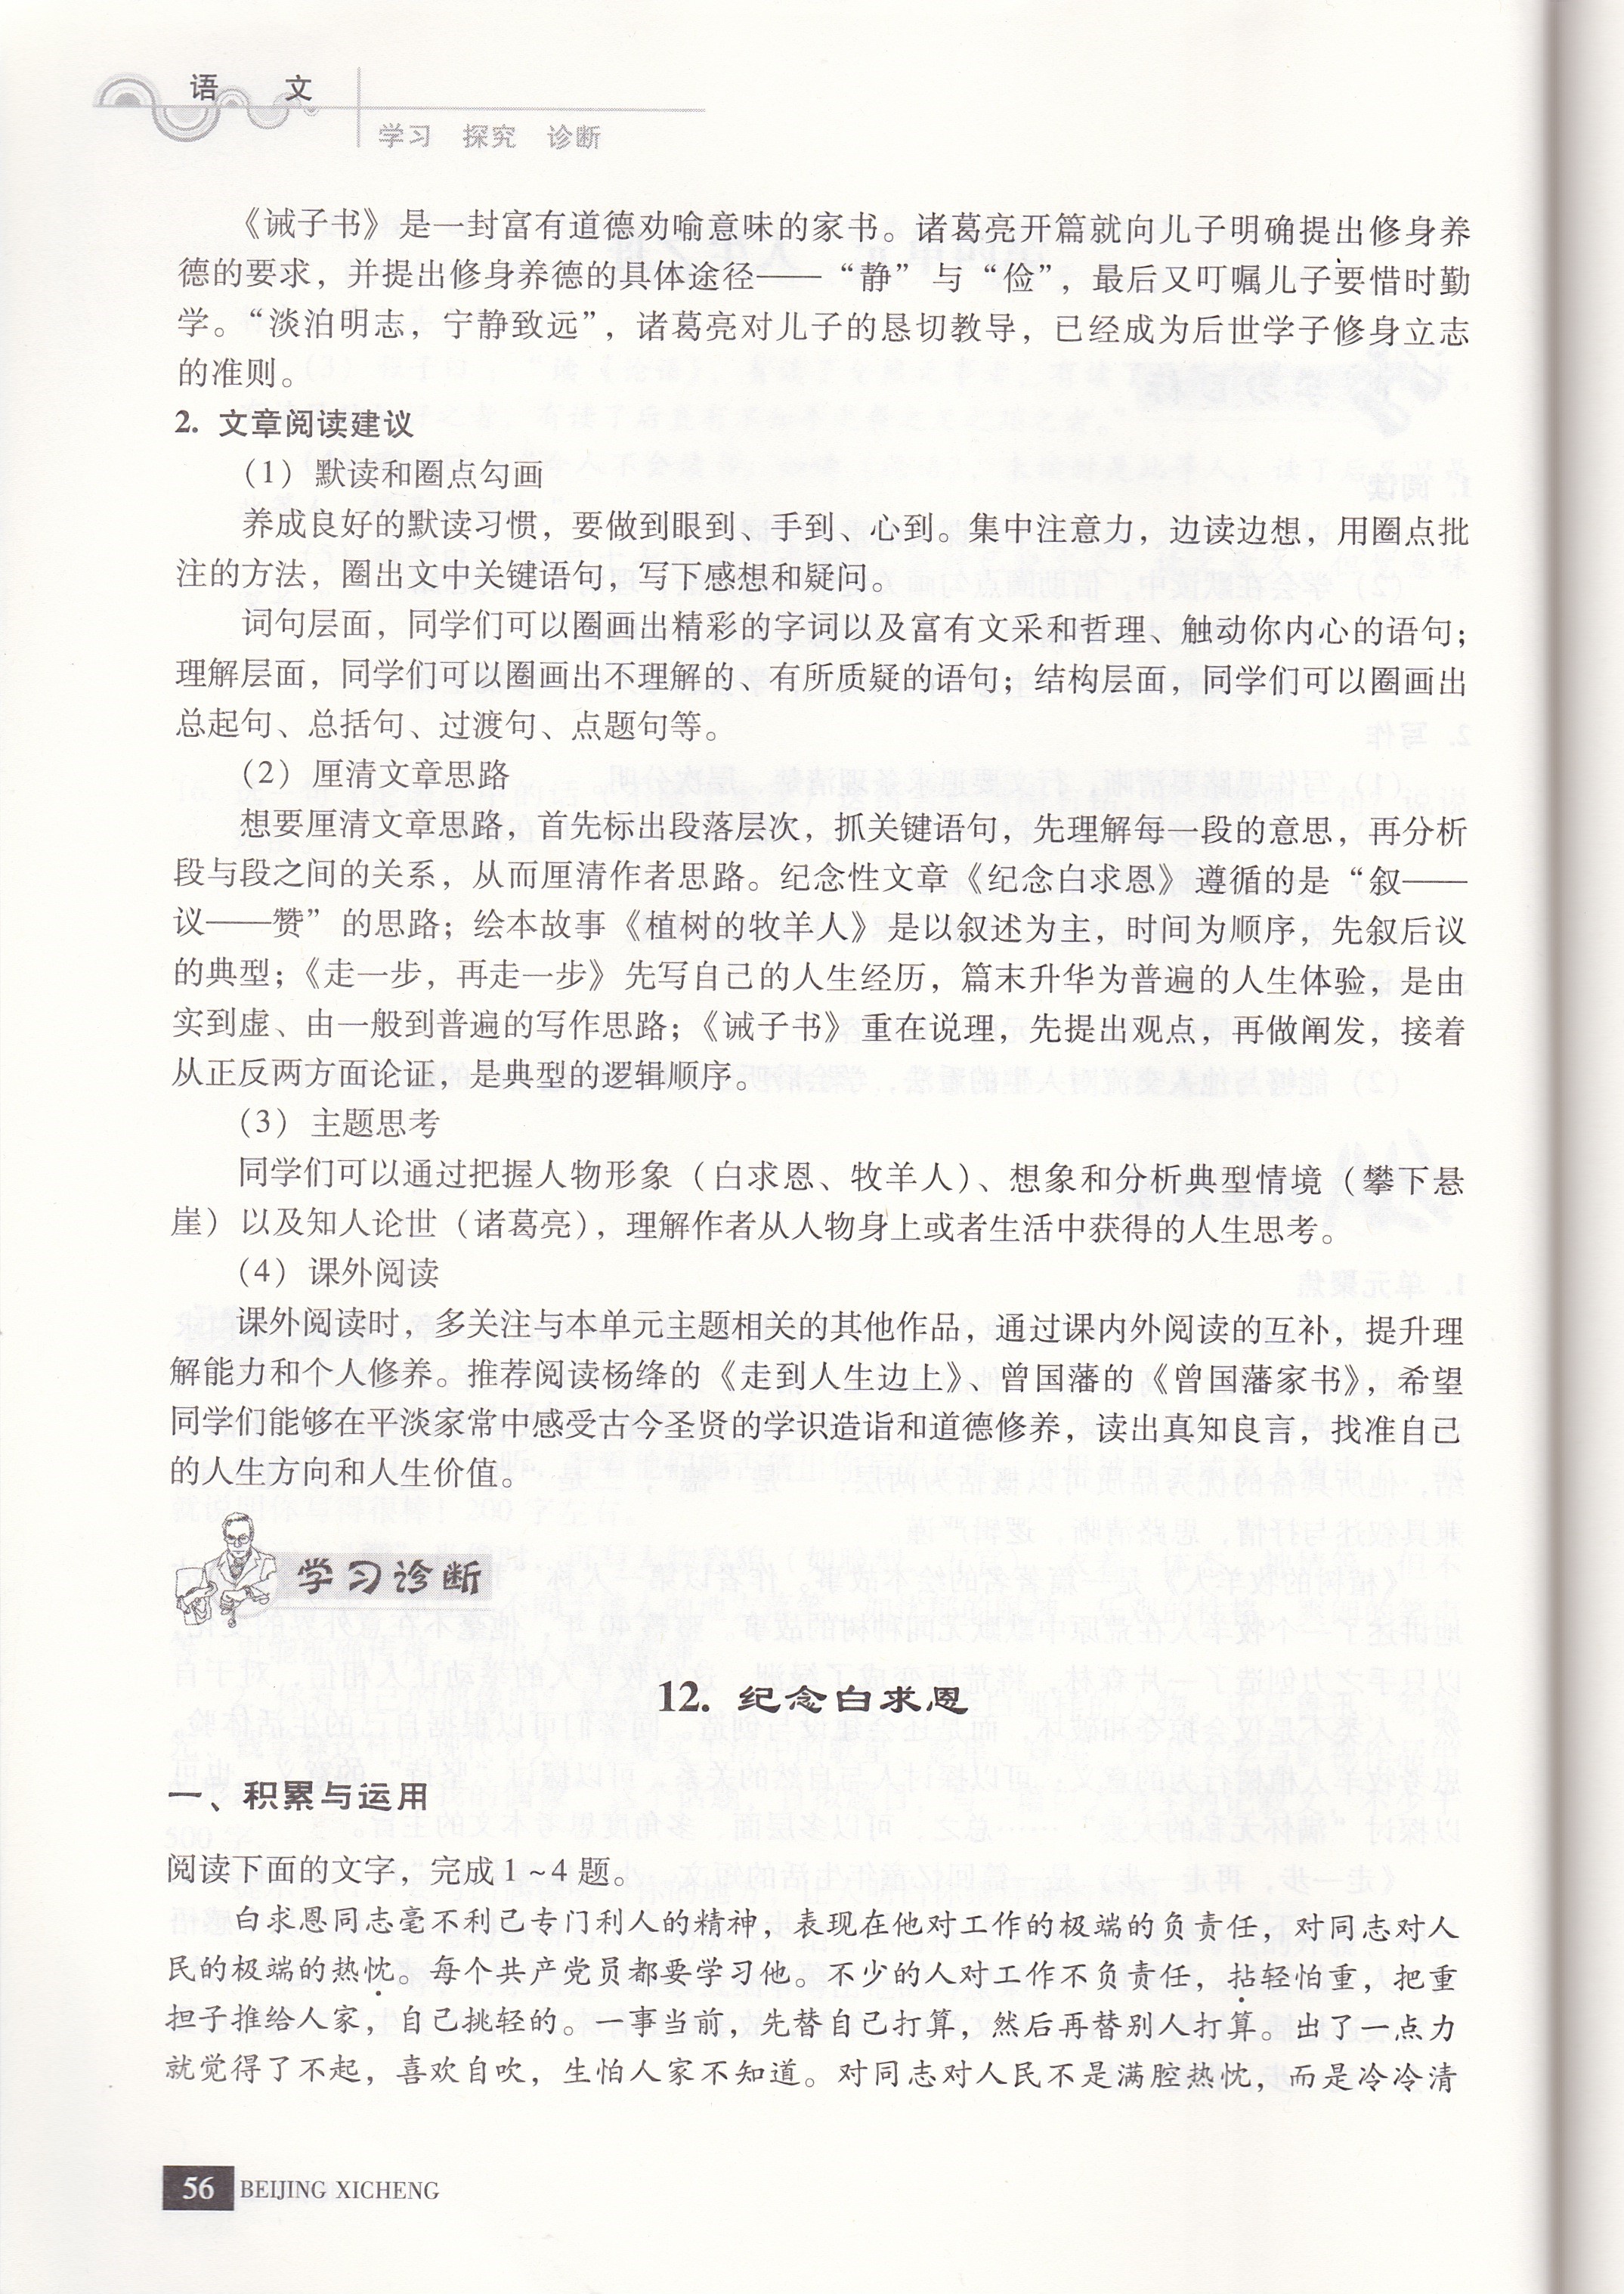 语 文
学习 探究 诊断
《诫子书》是一封富有道德劝喻意味的家书。诸葛亮开篇就向儿子明确提出修身养
德的要求，并提出修身养德的具体途径——“静”与“俭”，最后又叮嘱儿子要惜时勤
学。“淡泊明志，宁静致远”，诸葛亮对儿子的恳切教导，已经成为后世学子修身立志
的准则。
2. 文章阅读建议
（1）默读和圈点勾画
养成良好的默读习惯，要做到眼到、手到、心到。集中注意力，边读边想，用圈点批
注的方法，圈出文中关键语句，写下感想和疑问。
词句层面，同学们可以圈画出精彩的字词以及富有文采和哲理、触动你内心的语句；
理解层面，同学们可以圈画出不理解的、有所质疑的语句；结构层面，同学们可以圈画出
总起句、总括句、过渡句、点题句等。
（2）厘清文章思路
想要厘清文章思路，首先标出段落层次，抓关键语句，先理解每一段的意思，再分析
段与段之间的关系，从而厘清作者思路。纪念性文章《纪念白求恩》遵循的是“叙——
议——赞”的思路；绘本故事《植树的牧羊人》是以叙述为主，时间为顺序，先叙后议
的典型；《走一步，再走一步》先写自己的人生经历，篇末升华为普遍的人生体验，是由
实到虚、由一般到普遍的写作思路；《诫子书》重在说理，先提出观点，再做阐发，接着
从正反两方面论证，是典型的逻辑顺序。
（3）主题思考
同学们可以通过把握人物形象（白求恩、牧羊人）、想象和分析典型情境（攀下悬
崖）以及知人论世（诸葛亮），理解作者从人物身上或者生活中获得的人生思考。
（4）课外阅读
课外阅读时，多关注与本单元主题相关的其他作品，通过课内外阅读的互补，提升理
解能力和个人修养。推荐阅读杨绛的《走到人生边上》、曾国藩的《曾国藩家书》，希望
同学们能够在平淡家常中感受古今圣贤的学识造诣和道德修养，读出真知良言，找准自己
的人生方向和人生价值。
学习诊断
12. 纪念白求恩
一、积累与运用
阅读下面的文字，完成1~4题。
白求恩同志毫不利己专门利人的精神，表现在他对工作的极端的负责任，对同志对人
民的极端的热忱。每个共产党员都要学习他。不少的人对工作不负责任，拈轻怕重，把重
担子推给人家，自己挑轻的。一事当前，先替自己打算，然后再替别人打算。出了一点力
就觉得了不起，喜欢自吹，生怕人家不知道。对同志对人民不是满腔热忱，而是冷冷清
56 BEIJING XICHENG